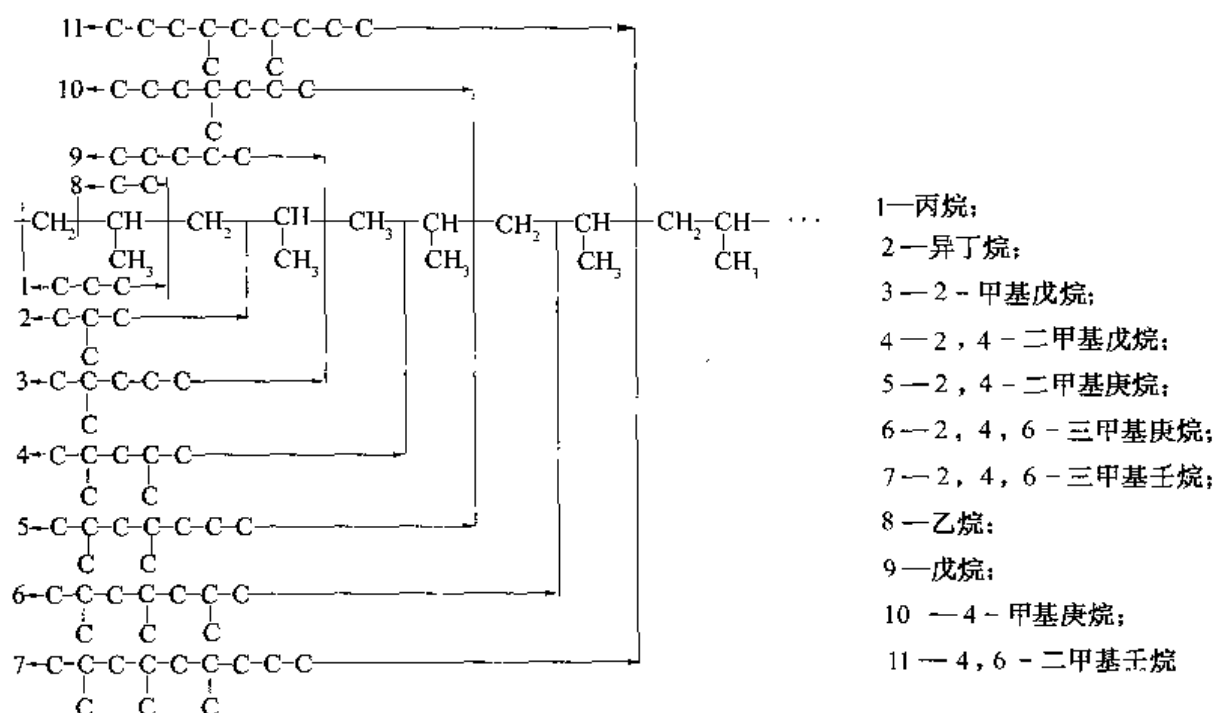 11←C-C-C-C-C-C-C-C-C
C C
10←C-C-C-C-C-C-C
C
9←C-C-C-C-C
8←C-C
-CH₂-CH-CH₂-CH-CH₃-CH-CH₂-CH-CH₂-CH- ···
CH₃ CH₃ CH₃ CH₃ CH₃
1←C-C-C
2←C-C-C
C
3←C-C-C-C-C
C
4←C-C-C-C-C
C C
5←C-C-C-C-C-C-C
C C
6←C-C-C-C-C-C-C
C C C
7←C-C-C-C-C-C-C-C-C
C C C
1—丙烷;
2—异丁烷;
3—2-甲基戊烷;
4—2,4-二甲基戊烷;
5—2,4-二甲基庚烷;
6—2,4,6-三甲基庚烷;
7—2,4,6-三甲基壬烷;
8—乙烷;
9—戊烷;
10—4-甲基庚烷;
11—4,6-二甲基壬烷